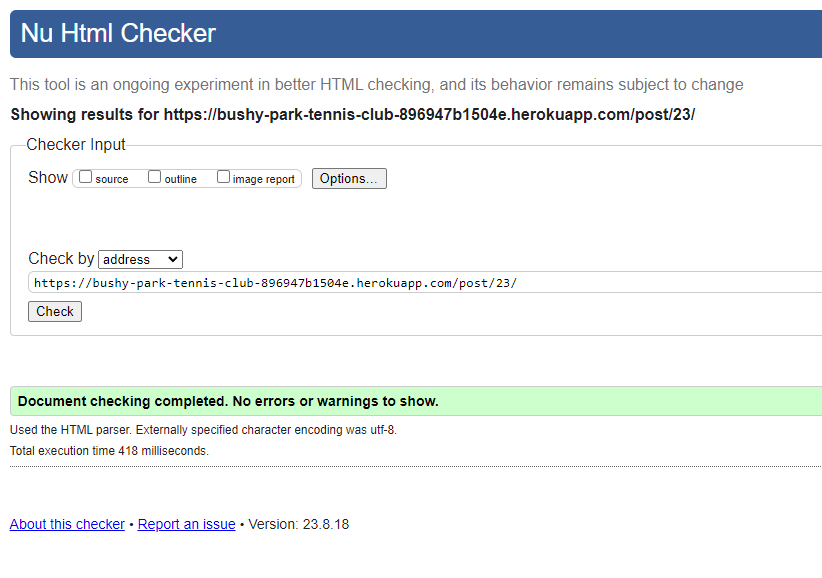 Nu Html Checker
This tool is an ongoing experiment in better HTML checking, and its behavior remains subject to change
Showing results for https://bushy-park-tennis-club-896947b1504e.herokuapp.com/post/23/
Checker Input
Show source outline image report Options...
Check by address
https://bushy-park-tennis-club-896947b1504e.herokuapp.com/post/23/
Check
Document checking completed. No errors or warnings to show.
Used the HTML parser. Externally specified character encoding was utf-8.
Total execution time 418 milliseconds.
About this checker • Report an issue • Version: 23.8.18